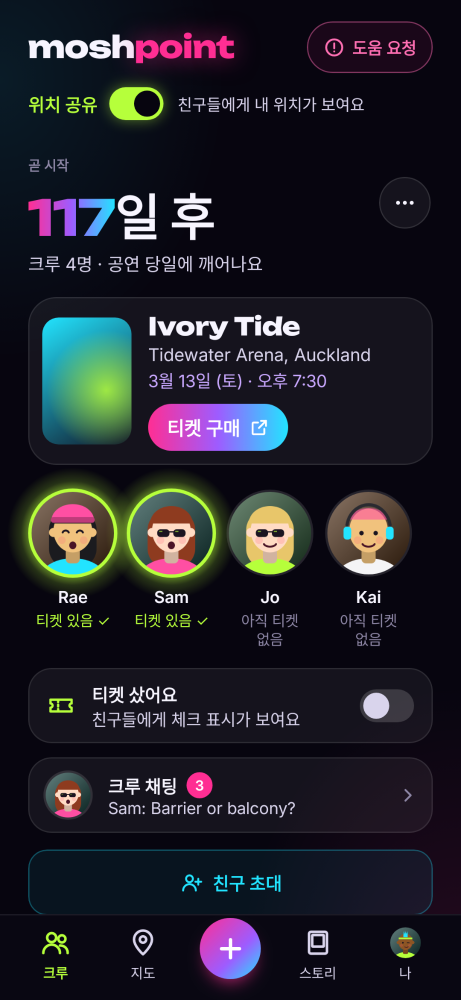 moshpoint
도움 요청
위치 공유
친구들에게 내 위치가 보여요
곧 시작
117일 후
크루 4명 · 공연 당일에 깨어나요
Ivory Tide
Tidewater Arena, Auckland
3월 13일 (토) · 오후 7:30
티켓 구매
Rae
티켓 있음 ✓
Sam
티켓 있음 ✓
Jo
아직 티켓
없음
Kai
아직 티켓
없음
티켓 샀어요
친구들에게 체크 표시가 보여요
크루 채팅 3
Sam: Barrier or balcony?
친구 초대
크루
지도
스토리
나